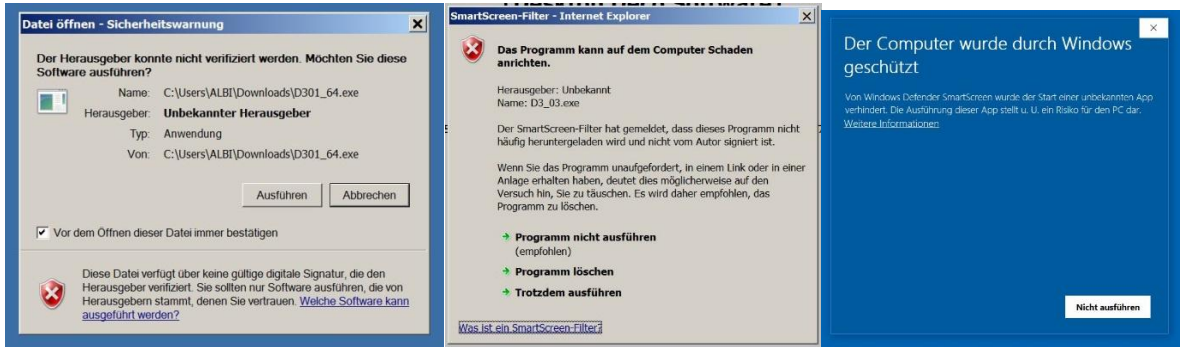 Datei öffnen - Sicherheitswarnung
Der Herausgeber konnte nicht verifiziert werden. Möchten Sie diese
Software ausführen?
Name: C:\Users\ALBI\Downloads\D301_64.exe
Herausgeber: Unbekannter Herausgeber
Typ: Anwendung
Von: C:\Users\ALBI\Downloads\D301_64.exe
Ausführen Abbrechen
Vor dem Öffnen dieser Datei immer bestätigen
Diese Datei verfügt über keine gültige digitale Signatur, die den
Herausgeber verifiziert. Sie sollten nur Software ausführen, die von
Herausgebern stammt, denen Sie vertrauen. Welche Software kann
ausgeführt werden?
SmartScreen-Filter - Internet Explorer
Das Programm kann auf dem Computer Schaden
anrichten.
Herausgeber: Unbekannt
Name: D3_03.exe
Der SmartScreen-Filter hat gemeldet, dass dieses Programm nicht
häufig heruntergeladen wird und nicht vom Autor signiert ist.
Wenn Sie das Programm unaufgefordert, in einem Link oder in einer
Anlage erhalten haben, deutet dies möglicherweise auf den
Versuch hin, Sie zu täuschen. Es wird daher empfohlen, das
Programm zu löschen.
Programm nicht ausführen
(empfohlen)
Programm löschen
Trotzdem ausführen
Was ist ein SmartScreen-Filter?
Der Computer wurde durch Windows
geschützt
Von Windows Defender SmartScreen wurde der Start einer unbekannten App
verhindert. Die Ausführung dieser App stellt u. U. ein Risiko für den PC dar.
Weitere Informationen
Nicht ausführen